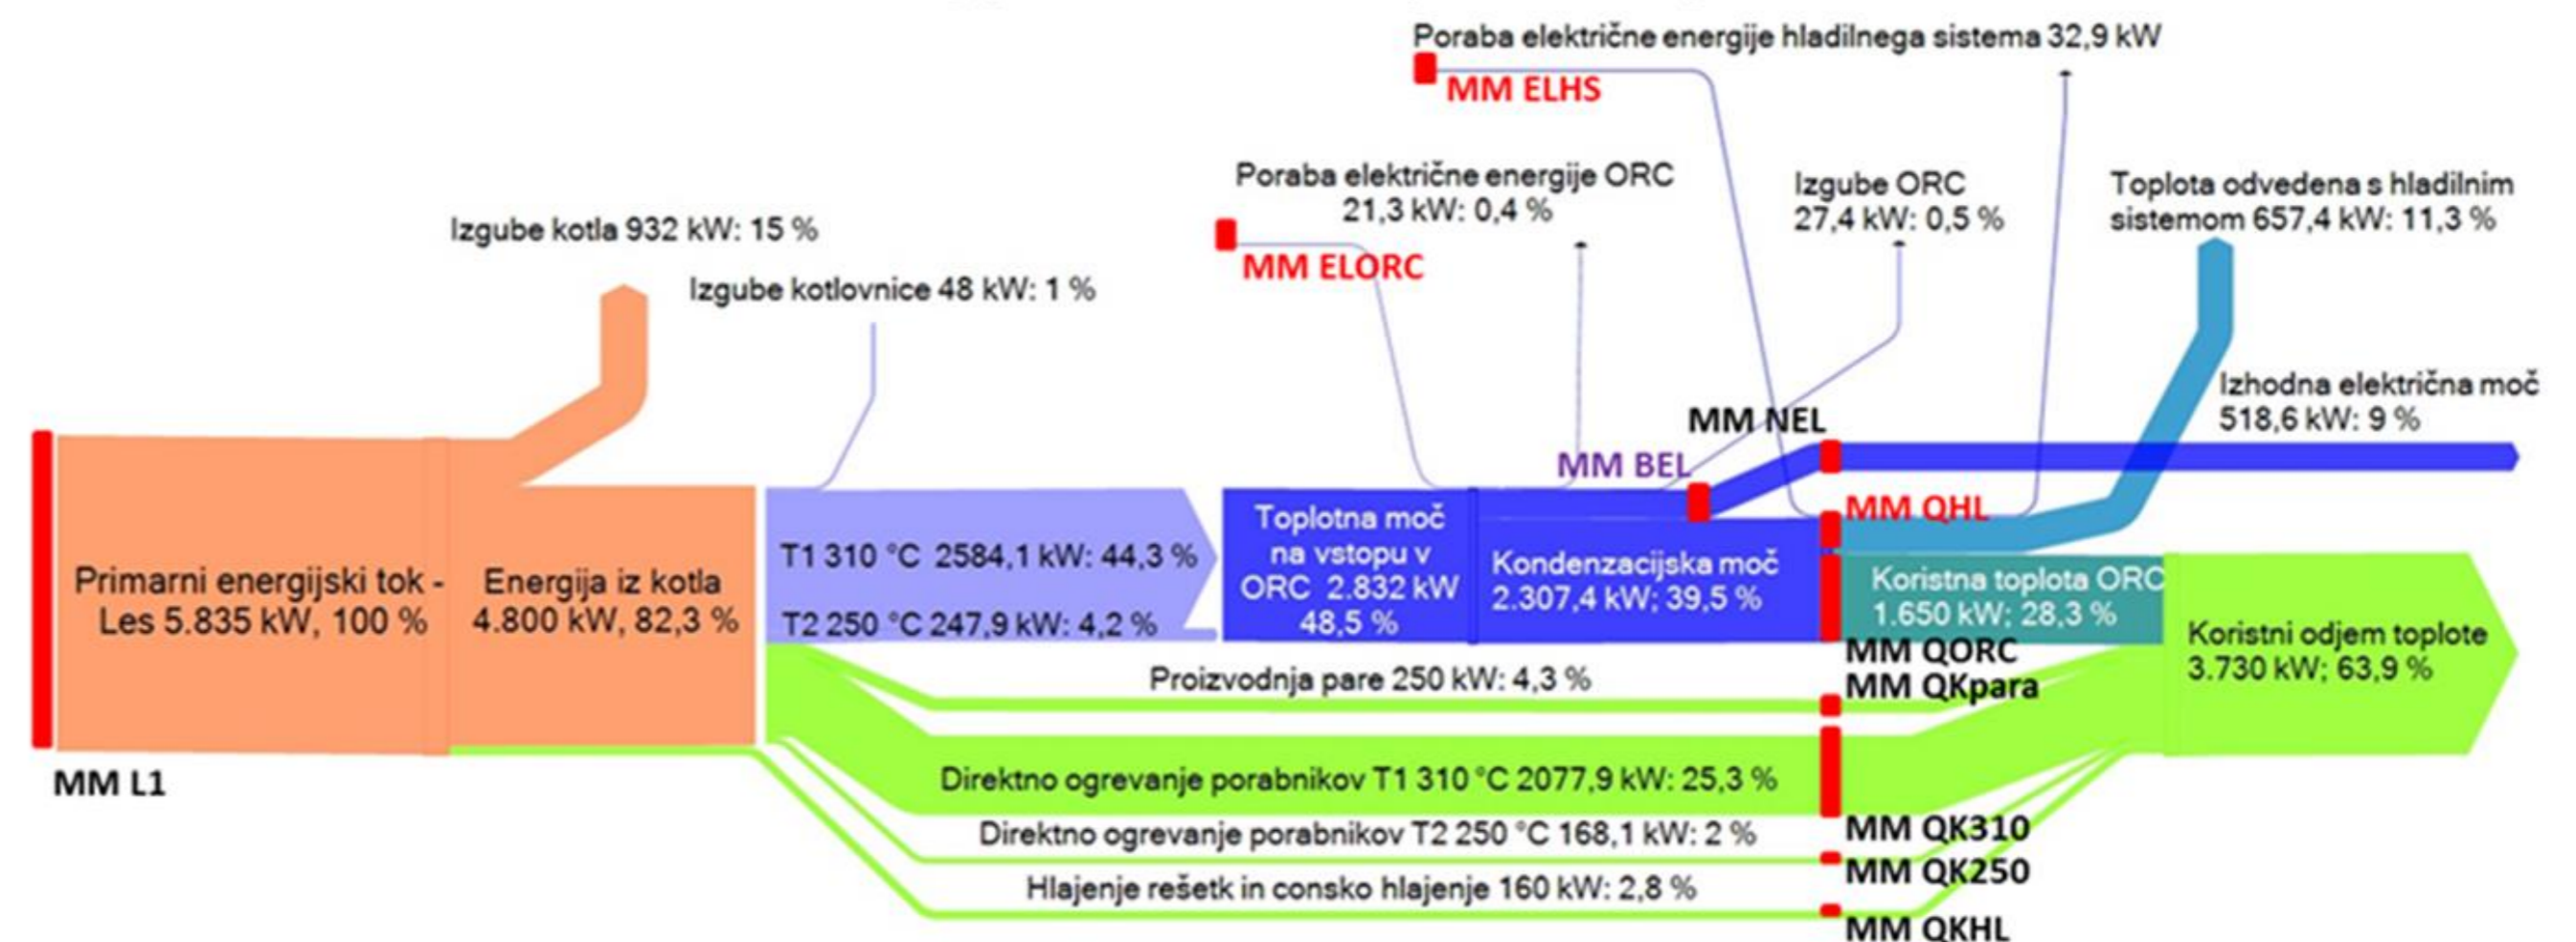 Poraba električne energije hladilnega sistema 32,9 kW
MM ELHS
Poraba električne energije ORC
21,3 kW: 0,4 %
MM ELORC
Izgube ORC
27,4 kW: 0,5 %
Toplota odvedena s hladilnim
sistemom 657,4 kW: 11,3 %
Izgube kotla 932 kW: 15 %
Izgube kotlovnice 48 kW: 1 %
Izhodna električna moč
518,6 kW: 9 %
MM NEL
MM BEL
MM QHL
Primarni energijski tok -
Les 5.835 kW, 100 %
MM L1
Energija iz kotla
4.800 kW, 82,3 %
T1 310 °C 2584,1 kW: 44,3 %
T2 250 °C 247,9 kW: 4,2 %
Toplotna moč
na vstopu v
ORC 2.832 kW
48,5 %
Kondenzacijska moč
2.307,4 kW; 39,5 %
Koristna toplota ORC
1.650 kW; 28,3 %
MM QORC
Koristni odjem toplote
3.730 kW; 63,9 %
Proizvodnja pare 250 kW: 4,3 %
MM QKpara
Direktno ogrevanje porabnikov T1 310 °C 2077,9 kW: 25,3 %
MM QK310
Direktno ogrevanje porabnikov T2 250 °C 168,1 kW: 2 %
MM QK250
Hlajenje rešetk in consko hlajenje 160 kW: 2,8 %
MM QKHL